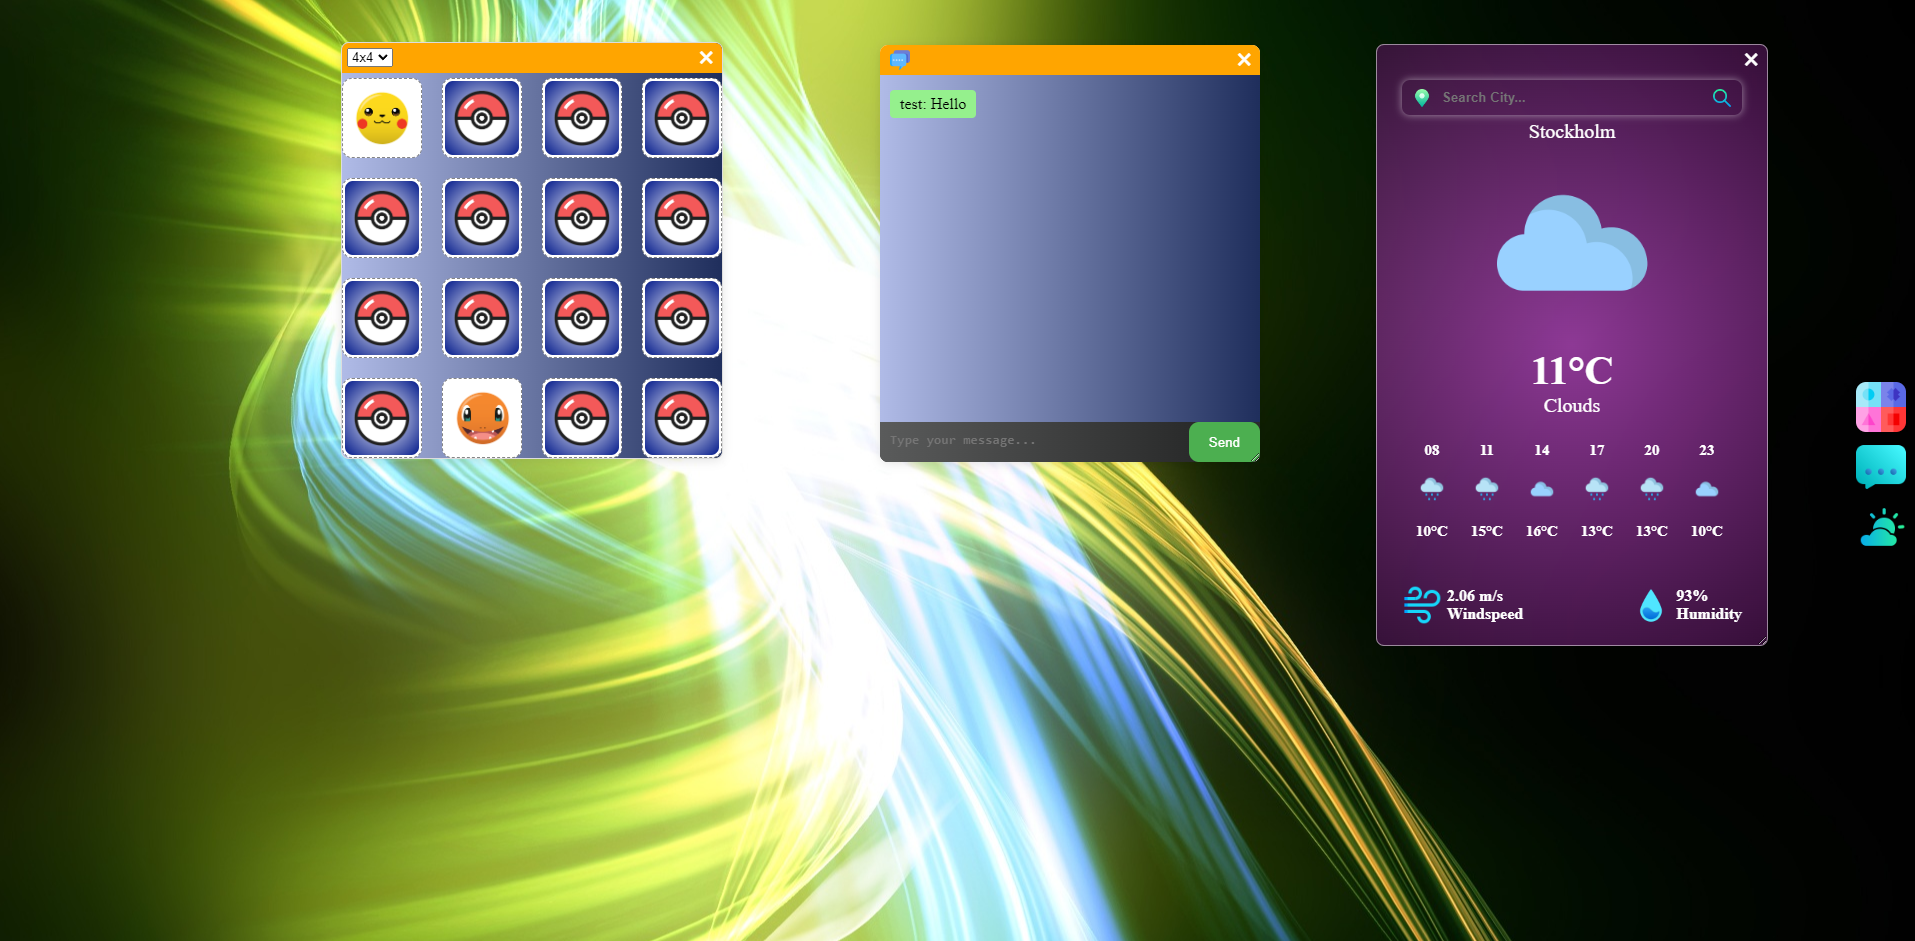 4x4
test: Hello
Type your message...
Send
Search City...
Stockholm
11°C
Clouds
08 11 14 17 20 23
10°C 15°C 16°C 13°C 13°C 10°C
2.06 m/s
Windspeed
93%
Humidity